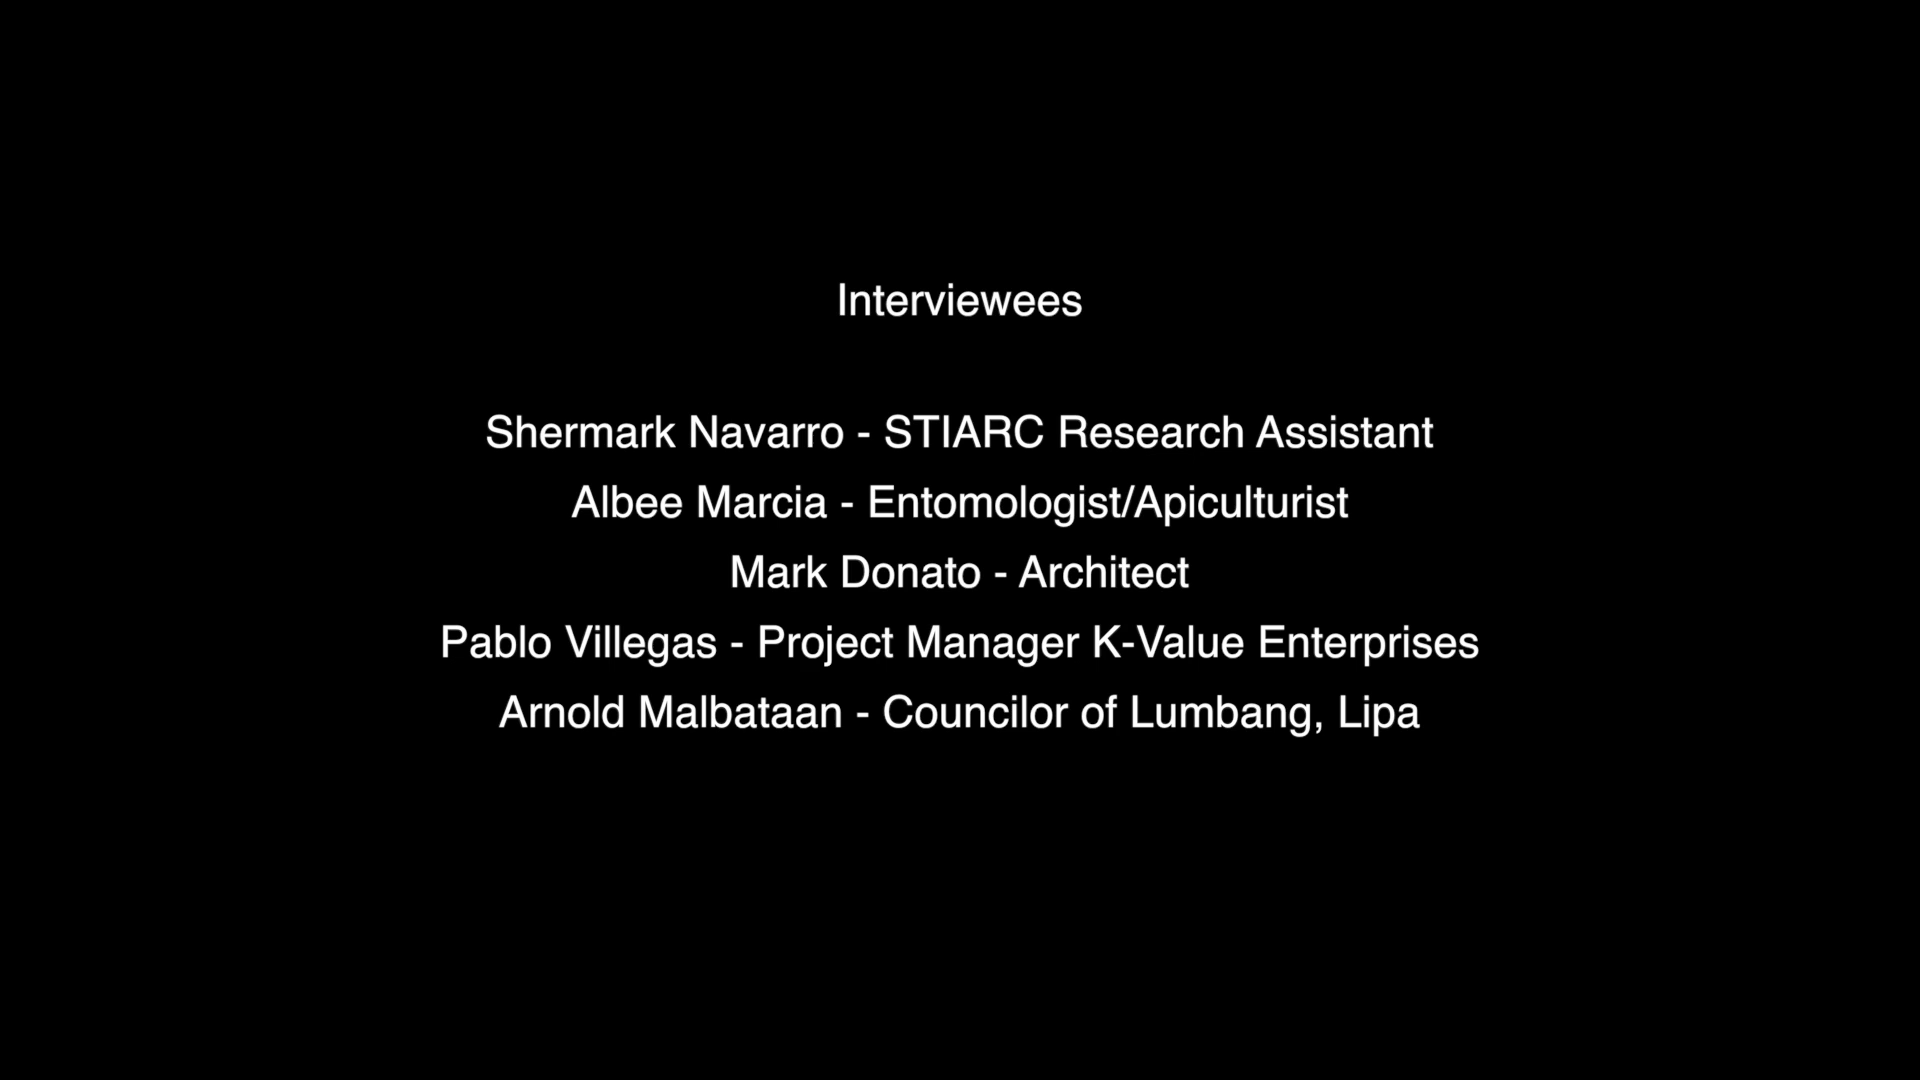 Interviewees
Shermark Navarro - STIARC Research Assistant
Albee Marcia - Entomologist/Apiculturist
Mark Donato - Architect
Pablo Villegas - Project Manager K-Value Enterprises
Arnold Malbataan - Councilor of Lumbang, Lipa